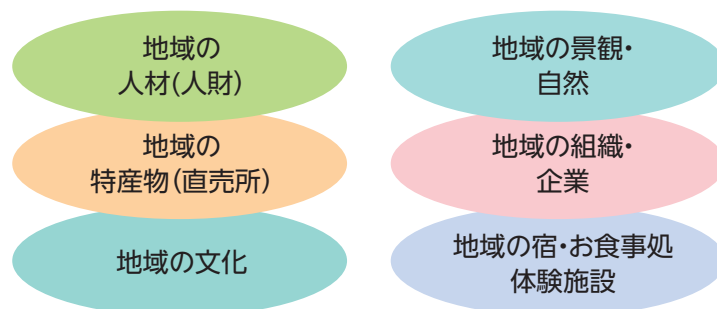 地域の
人材(人財)
地域の
特産物(直売所)
地域の文化
地域の景観・
自然
地域の組織・
企業
地域の宿・お食事処
体験施設